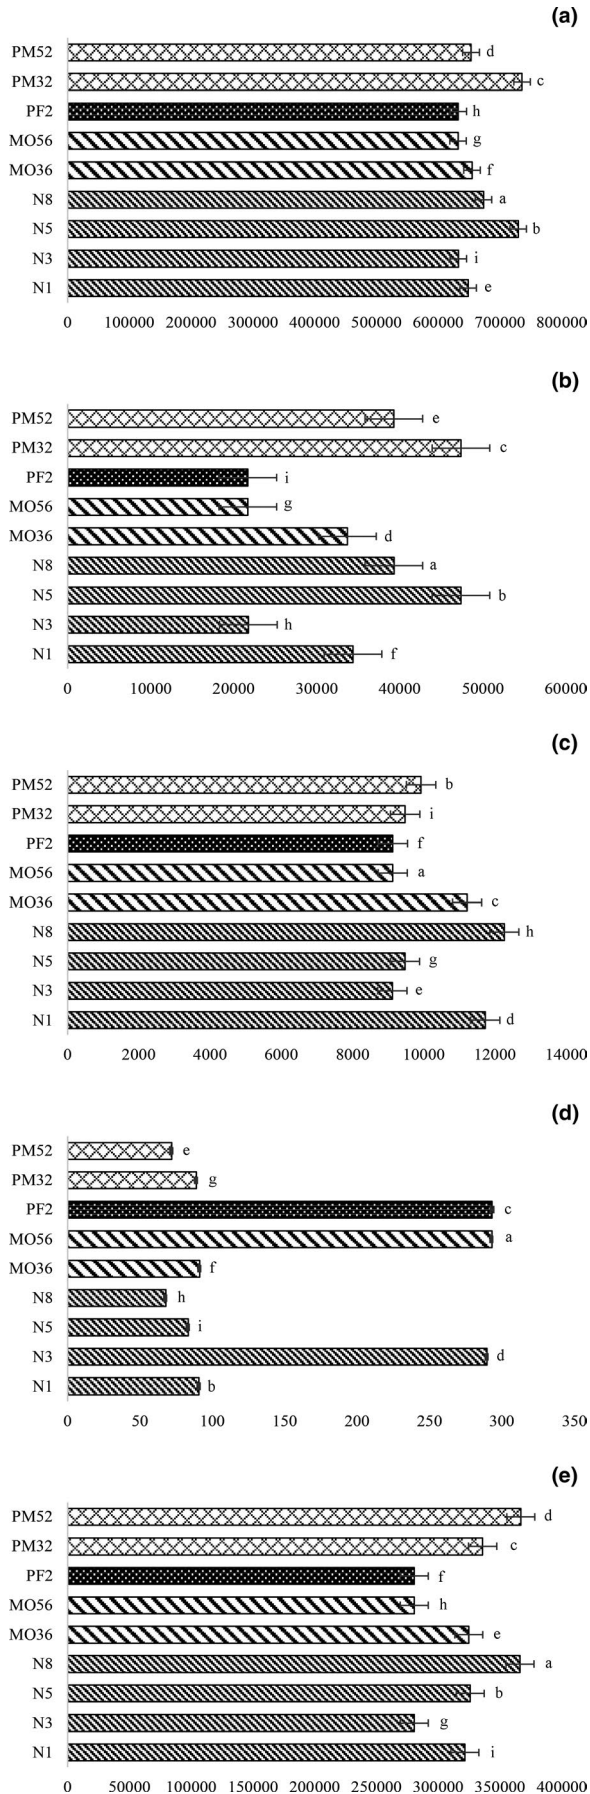 (a)
PM52 d
PM32 c
PF2 h
MO56 g
MO36 f
N8 a
N5 b
N3 i
N1 e
0 100000 200000 300000 400000 500000 600000 700000 800000
(b)
PM52 e
PM32 c
PF2 i
MO56 g
MO36 d
N8 a
N5 b
N3 h
N1 f
0 10000 20000 30000 40000 50000 60000
(c)
PM52 b
PM32 i
PF2 f
MO56 a
MO36 c
N8 h
N5 g
N3 e
N1 d
0 2000 4000 6000 8000 10000 12000 14000
(d)
PM52 e
PM32 g
PF2 c
MO56 a
MO36 f
N8 h
N5 i
N3 d
N1 b
0 50 100 150 200 250 300 350
(e)
PM52 d
PM32 c
PF2 f
MO56 h
MO36 e
N8 a
N5 b
N3 g
N1 i
0 50000 100000 150000 200000 250000 300000 350000 400000